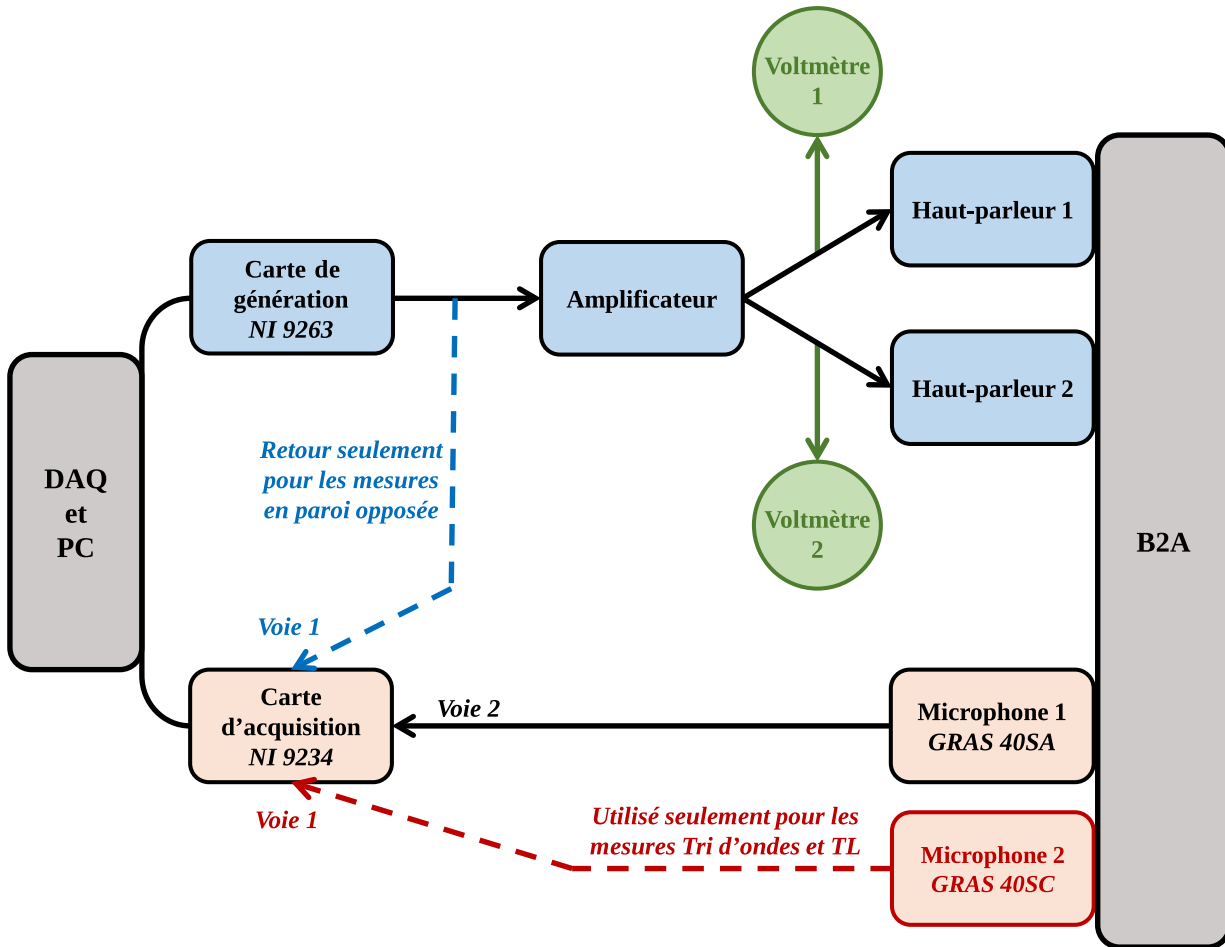 Voltmètre
1
Haut-parleur 1
Carte de
génération
NI 9263
Amplificateur
Haut-parleur 2
DAQ
et
PC
Retour seulement
pour les mesures
en paroi opposée
Voltmètre
2
B2A
Voie 1
Carte
d’acquisition
NI 9234
Voie 2
Microphone 1
GRAS 40SA
Voie 1
Utilisé seulement pour les
mesures Tri d’ondes et TL
Microphone 2
GRAS 40SC